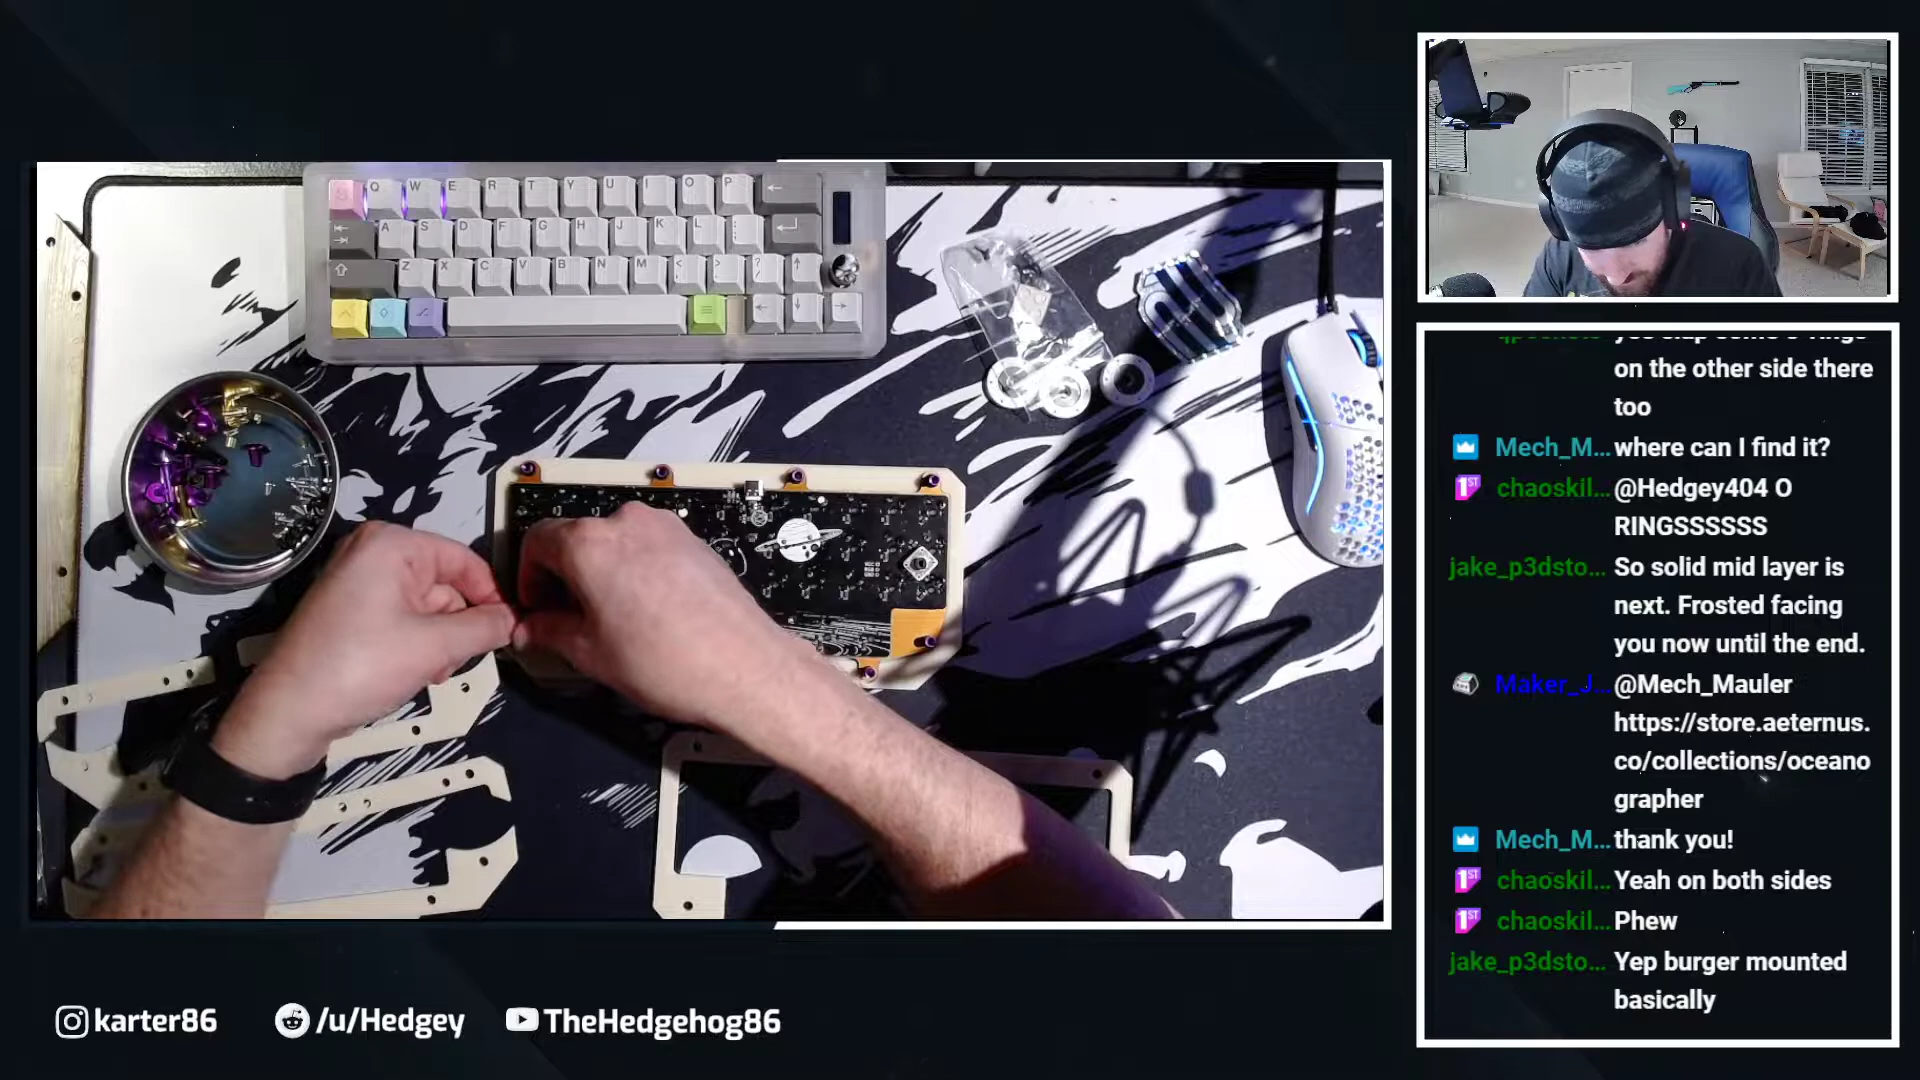 Q W E R T Y U I O P
A S D F G H J K L
Z X C V B N M
on the other side there
too
Mech_M... where can I find it?
chaoskil... @Hedgey404 O
RINGSSSSSS
jake_p3dsto... So solid mid layer is
next. Frosted facing
you now until the end.
Maker_J... @Mech_Mauler
https://store.aeternus.
co/collections/oceano
grapher
Mech_M... thank you!
1ST chaoskil... Yeah on both sides
1ST chaoskil... Phew
jake_p3dsto... Yep burger mounted
basically
karter86 /u/Hedgey TheHedgehog86